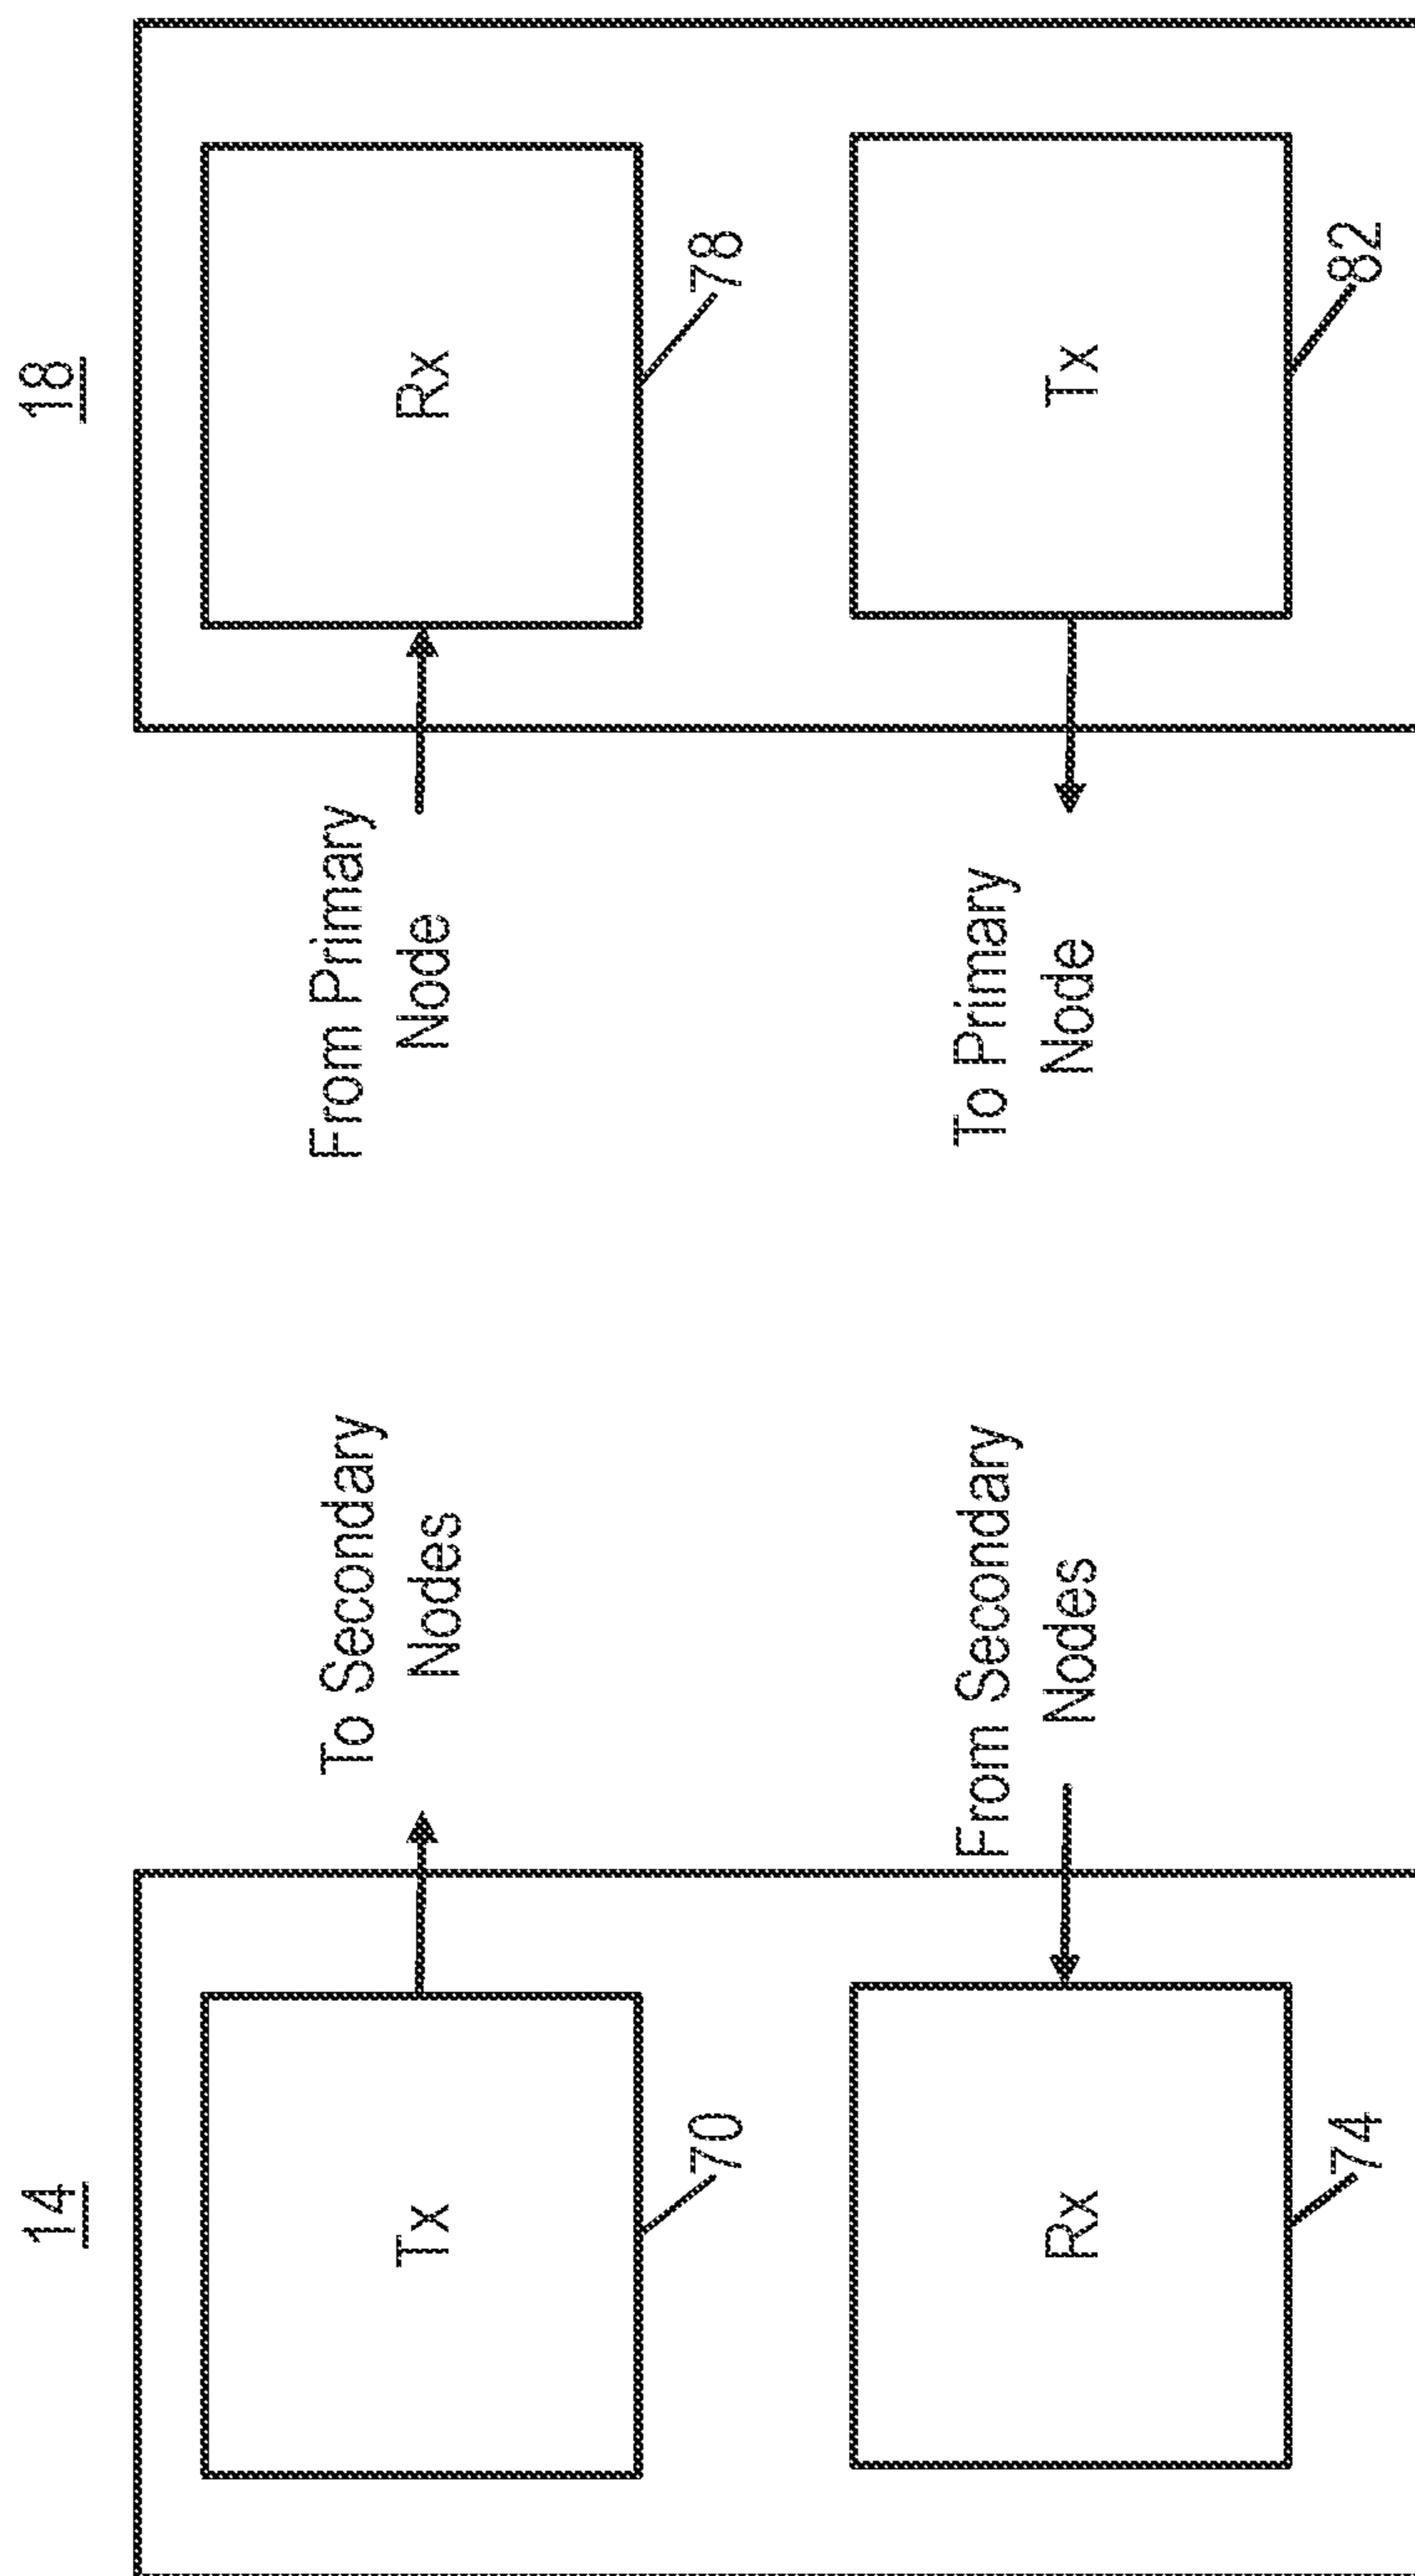 14
Tx
70
To Secondary
Nodes
Rx
74
From Secondary
Nodes
18
From Primary
Node
Rx
78
To Primary
Node
Tx
82